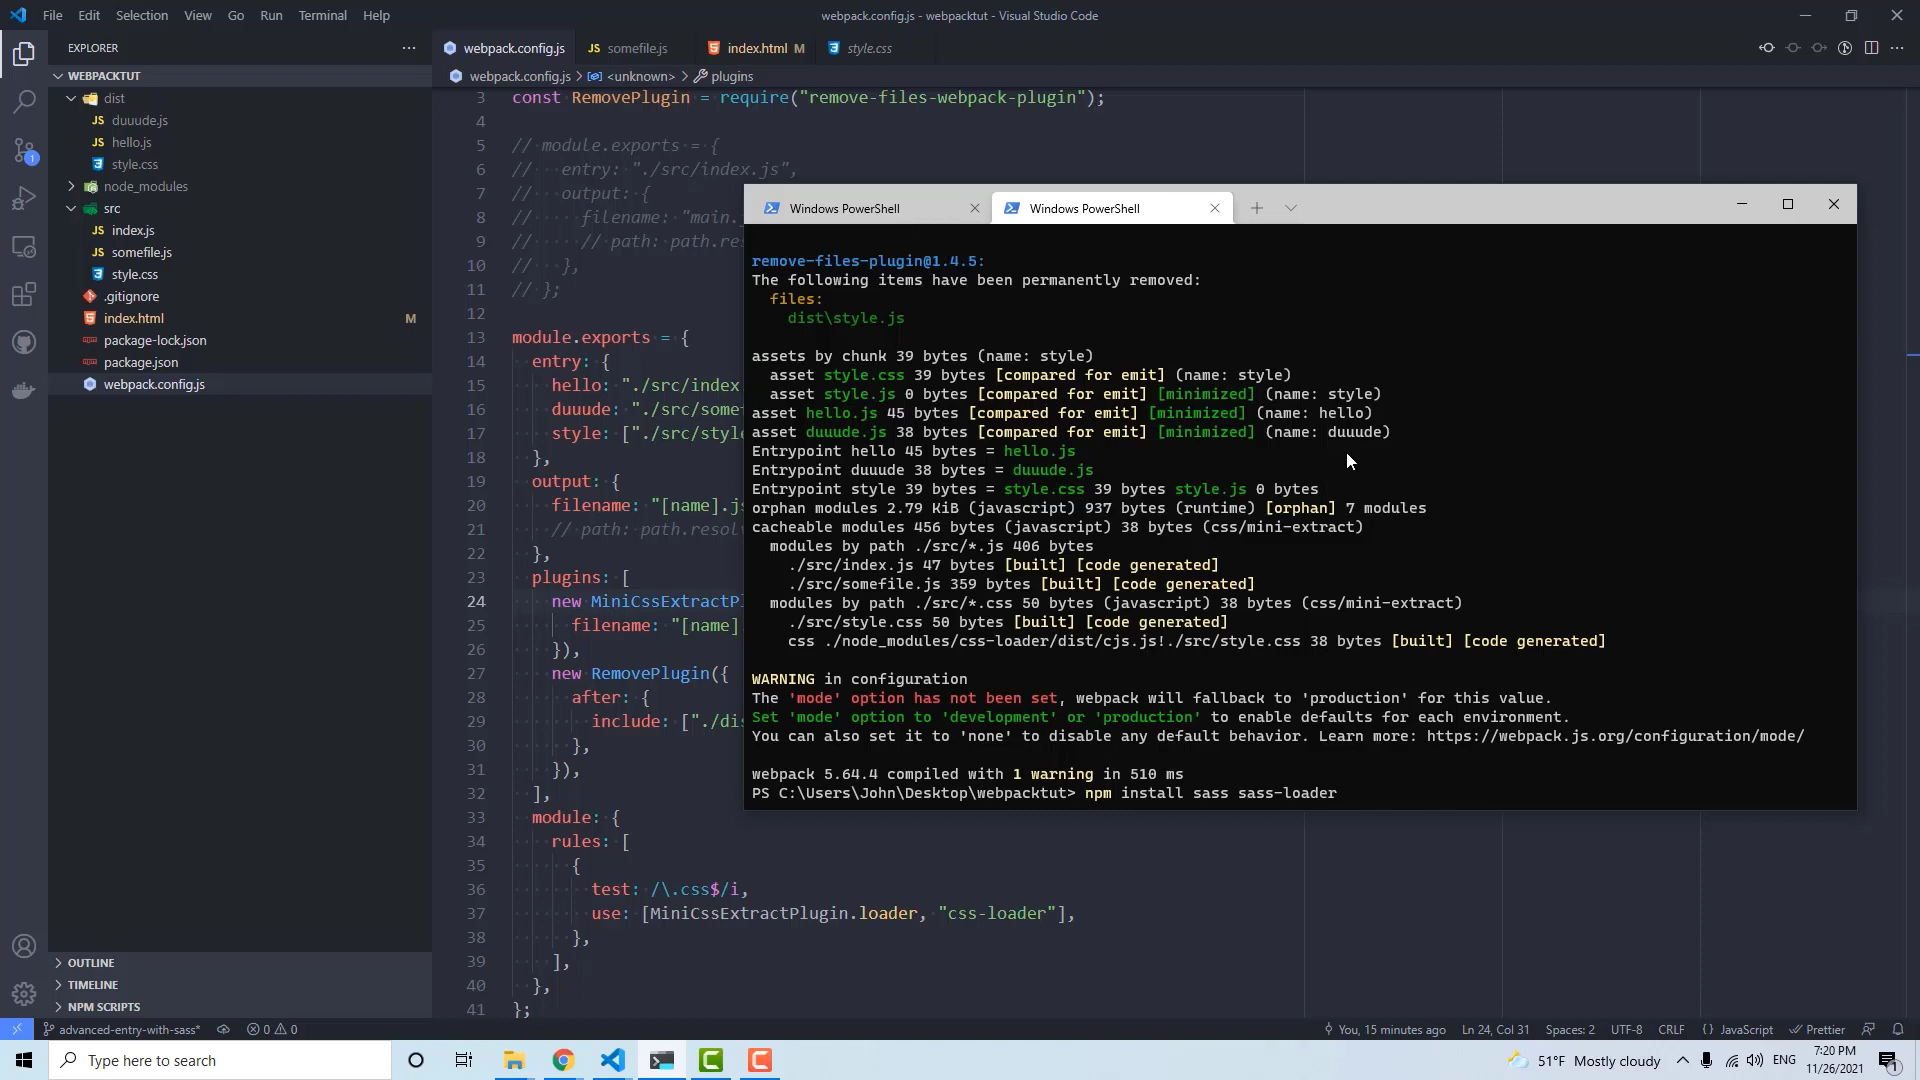 File Edit Selection View Go Run Terminal Help
webpack.config.js - webpacktut - Visual Studio Code
EXPLORER
WEBPACKTUT
dist
JS duuude.js
JS hello.js
style.css
node_modules
src
JS index.js
JS somefile.js
style.css
.gitignore
index.html M
package-lock.json
package.json
webpack.config.js
OUTLINE
TIMELINE
NPM SCRIPTS
webpack.config.js JS somefile.js index.html M style.css
webpack.config.js > <unknown> > plugins
3 const RemovePlugin = require("remove-files-webpack-plugin");
4
5 // module.exports = {
6 // entry: "./src/index.js",
7 // output: {
8 // filename: "main.j
9 // // path: path.res
10 // },
11 // };
12
13 module.exports = {
14 entry: {
15 hello: "./src/index
16 duuude: "./src/some
17 style: ["./src/style
18 },
19 output: {
20 filename: "[name].js
21 // path: path.resolv
22 },
23 plugins: [
24 new MiniCssExtractPl
25 filename: "[name].
26 }),
27 new RemovePlugin({
28 after: {
29 include: ["./dis
30 },
31 }),
32 ],
33 module: {
34 rules: [
35 {
36 test: /\.css$/i,
37 use: [MiniCssExtractPlugin.loader, "css-loader"],
38 },
39 ],
40 },
41 };
Windows PowerShell
Windows PowerShell
remove-files-plugin@1.4.5:
The following items have been permanently removed:
files:
dist\style.js
assets by chunk 39 bytes (name: style)
asset style.css 39 bytes [compared for emit] (name: style)
asset style.js 0 bytes [compared for emit] [minimized] (name: style)
asset hello.js 45 bytes [compared for emit] [minimized] (name: hello)
asset duuude.js 38 bytes [compared for emit] [minimized] (name: duuude)
Entrypoint hello 45 bytes = hello.js
Entrypoint duuude 38 bytes = duuude.js
Entrypoint style 39 bytes = style.css 39 bytes style.js 0 bytes
orphan modules 2.79 KiB (javascript) 937 bytes (runtime) [orphan] 7 modules
cacheable modules 456 bytes (javascript) 38 bytes (css/mini-extract)
modules by path ./src/*.js 406 bytes
./src/index.js 47 bytes [built] [code generated]
./src/somefile.js 359 bytes [built] [code generated]
modules by path ./src/*.css 50 bytes (javascript) 38 bytes (css/mini-extract)
./src/style.css 50 bytes [built] [code generated]
css ./node_modules/css-loader/dist/cjs.js!./src/style.css 38 bytes [built] [code generated]
WARNING in configuration
The 'mode' option has not been set, webpack will fallback to 'production' for this value.
Set 'mode' option to 'development' or 'production' to enable defaults for each environment.
You can also set it to 'none' to disable any default behavior. Learn more: https://webpack.js.org/configuration/mode/
webpack 5.64.4 compiled with 1 warning in 510 ms
PS C:\Users\John\Desktop\webpacktut> npm install sass sass-loader
advanced-entry-with-sass* 0 0
You, 15 minutes ago Ln 24, Col 31 Spaces: 2 UTF-8 CRLF {} JavaScript Prettier
Type here to search
51°F Mostly cloudy ENG 7:20 PM
11/26/2021
1
1